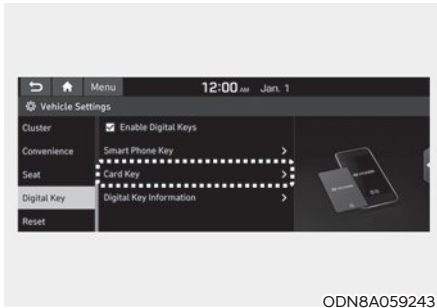 Menu 12:00 AM Jan. 1
Vehicle Settings
Cluster
Enable Digital Keys
Convenience
Smart Phone Key
Seat
Card Key
Digital Key
Digital Key Information
Reset
ODN8A059243